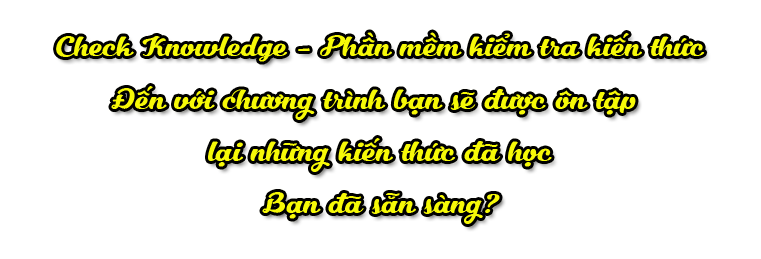 Check Knowledge - Phần mềm kiểm tra kiến thức
Đến với chương trình bạn sẽ được ôn tập
lại những kiến thức đã học
Bạn đã sẵn sàng?